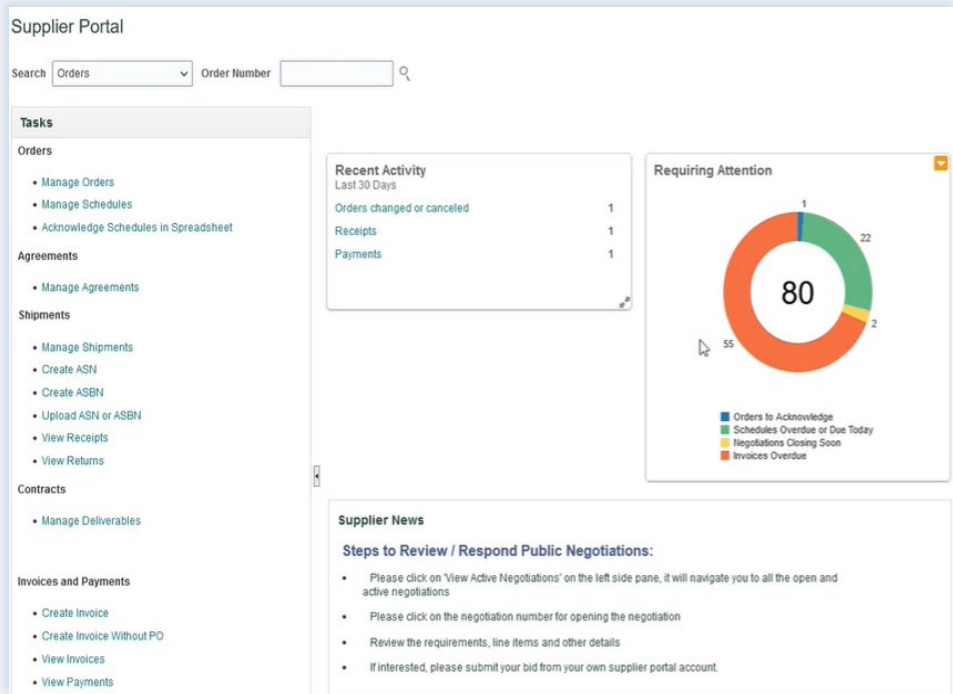 Supplier Portal
Search Orders Order Number
Tasks
Orders
• Manage Orders
• Manage Schedules
• Acknowledge Schedules in Spreadsheet
Agreements
• Manage Agreements
Shipments
• Manage Shipments
• Create ASN
• Create ASBN
• Upload ASN or ASBN
• View Receipts
• View Returns
Contracts
• Manage Deliverables
Invoices and Payments
• Create Invoice
• Create Invoice Without PO
• View Invoices
• View Payments
Recent Activity
Last 30 Days
Orders changed or canceled 1
Receipts 1
Payments 1
Requiring Attention
1
22
80
2
55
Orders to Acknowledge
Schedules Overdue or Due Today
Negotiations Closing Soon
Invoices Overdue
Supplier News
Steps to Review / Respond Public Negotiations:
• Please click on 'View Active Negotiations' on the left side pane, it will navigate you to all the open and
active negotiations
• Please click on the negotiation number for opening the negotiation
• Review the requirements, line items and other details
• If interested, please submit your bid from your own supplier portal account.